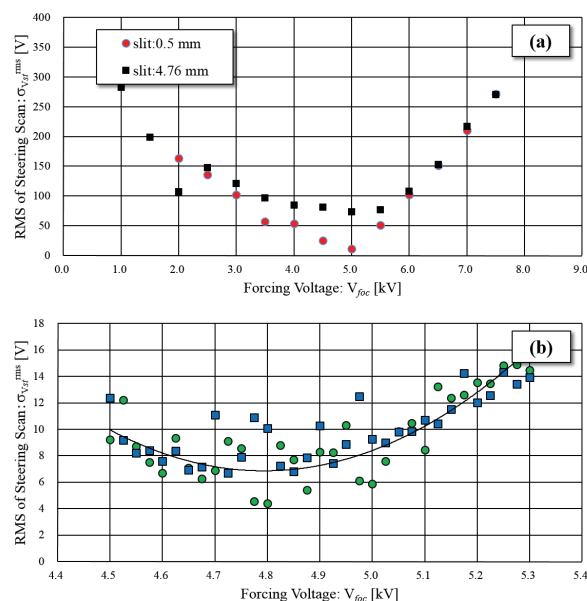 400
350
300
250
200
150
100
50
0
RMS of Steering Scan: σVst rms [V]
slit:0.5 mm
slit:4.76 mm
(a)
0.0 1.0 2.0 3.0 4.0 5.0 6.0 7.0 8.0 9.0
Forcing Voltage: Vfoc [kV]
18
16
14
12
10
8
6
4
2
0
RMS of Steering Scan: σVst rms [V]
(b)
4.4 4.5 4.6 4.7 4.8 4.9 5.0 5.1 5.2 5.3 5.4
Forcing Voltage: Vfoc [kV]